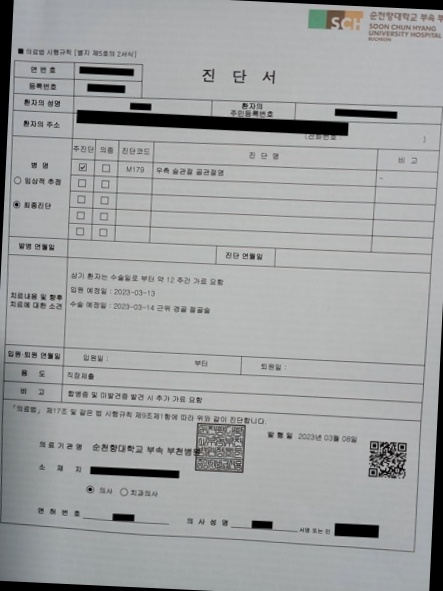 SCH 순천향대학교 부속 부
SOON CHUN HYANG
UNIVERSITY HOSPITAL
BUCHEON
■ 의료법 시행규칙 [별지 제5호의 2서식]
연 번 호
진 단 서
등록번호
환자의 성명
환자의
주민등록번호
환자의 주소
(전화번호 : )
병 명
주진단 의증 진단코드 진 단 명 비 고
M179 우측 슬관절 골관절염 -
임상적 추정
최종진단
발병 연월일 진단 연월일
치료내용 및 향후
치료에 대한 소견
상기 환자는 수술일로 부터 약 12 주간 가료 요함
입원 예정일 : 2023-03-13
수술 예정일 : 2023-03-14 근위 경골 절골술
입원·퇴원 연월일 입원일 : 부터 퇴원일 :
용 도 직장제출
비 고 합병증 및 미발견증 발견 시 추가 가료 요함
「의료법」 제17조 및 같은 법 시행규칙 제9조제1항에 따라 위와 같이 진단합니다.
발 행 일 2023년 03월 08일
의료기관명 순천향대학교 부속 부천병원
소 재 지
의사 치과의사
면 허 번 호 의 사 성 명 서명 또는 인